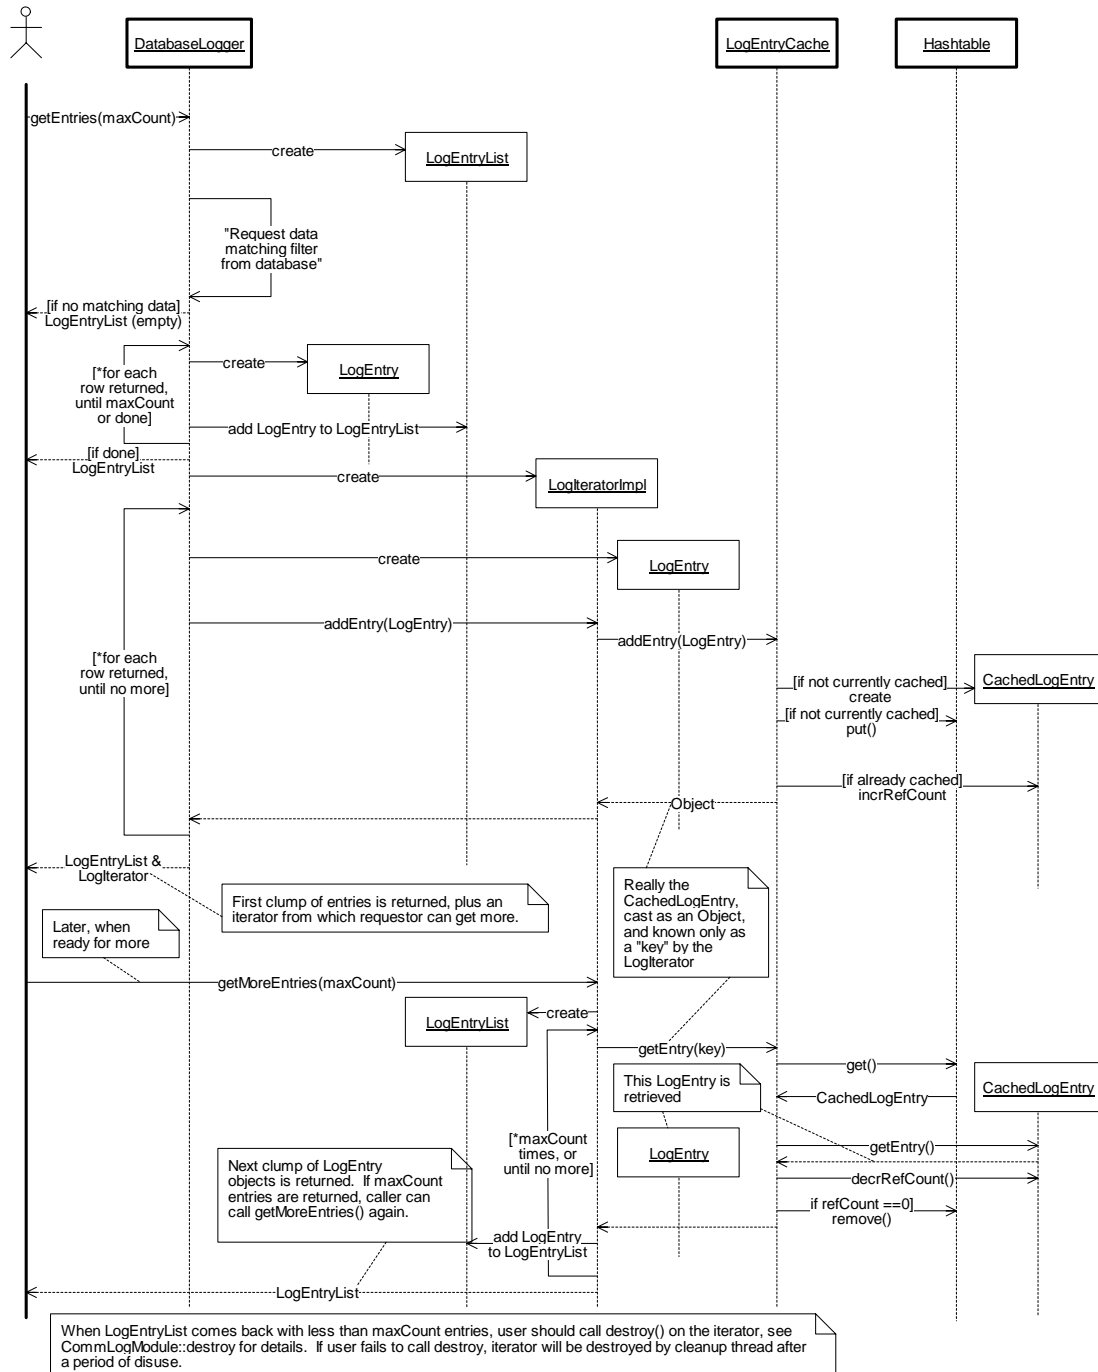 DatabaseLogger
LogEntryCache
Hashtable
getEntries(maxCount)
create
LogEntryList
"Request data
matching filter
from database"
[if no matching data]
LogEntryList (empty)
[*for each
row returned,
until maxCount
or done]
create
LogEntry
add LogEntry to LogEntryList
[if done]
LogEntryList
create
LogIteratorImpl
create
LogEntry
addEntry(LogEntry)
addEntry(LogEntry)
[*for each
row returned,
until no more]
[if not currently cached]
create
CachedLogEntry
[if not currently cached]
put()
[if already cached]
incrRefCount
Object
LogEntryList &
LogIterator
First clump of entries is returned, plus an
iterator from which requestor can get more.
Really the
CachedLogEntry,
cast as an Object,
and known only as
a "key" by the
LogIterator
Later, when
ready for more
getMoreEntries(maxCount)
create
LogEntryList
getEntry(key)
get()
This LogEntry is
retrieved
CachedLogEntry
CachedLogEntry
[*maxCount
times, or
until no more]
LogEntry
getEntry()
Next clump of LogEntry
objects is returned.  If maxCount
entries are returned, caller can
call getMoreEntries() again.
decrRefCount()
if refCount ==0]
remove()
add LogEntry
to LogEntryList
LogEntryList
When LogEntryList comes back with less than maxCount entries, user should call destroy() on the iterator, see
CommLogModule::destroy for details.  If user fails to call destroy, iterator will be destroyed by cleanup thread after
a period of disuse.